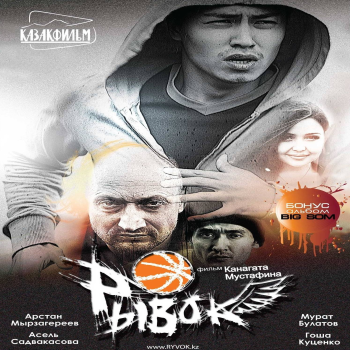 КАЗАКФИЛЬМ
БОНУС
АЛЬБОМ
BIG SOM
фильм Канагата
Мустафина
РЫВОК
Арстан
Мырзагереев
Асель
Садвакасова
Мурат
Булатов
Гоша
Куценко
www.RYVOK.kz